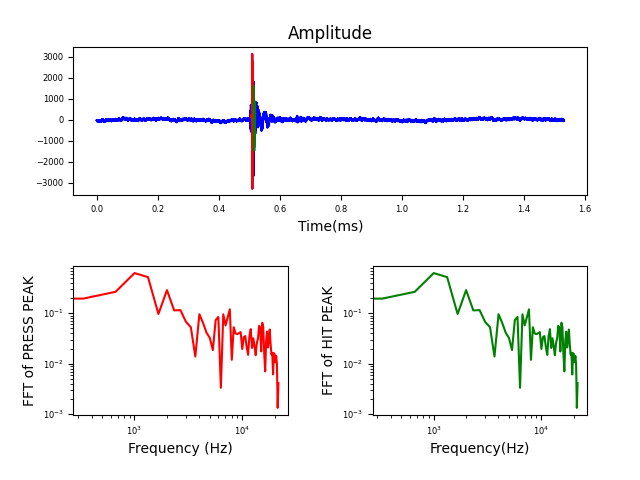 Amplitude
3000
2000
1000
0
−1000
−2000
−3000
0.0 0.2 0.4 0.6 0.8 1.0 1.2 1.4 1.6
Time(ms)
FFT of PRESS PEAK
10⁻¹
10⁻²
10⁻³
10³ 10⁴
Frequency (Hz)
FFT of HIT PEAK
10⁻¹
10⁻²
10⁻³
10³ 10⁴
Frequency(Hz)